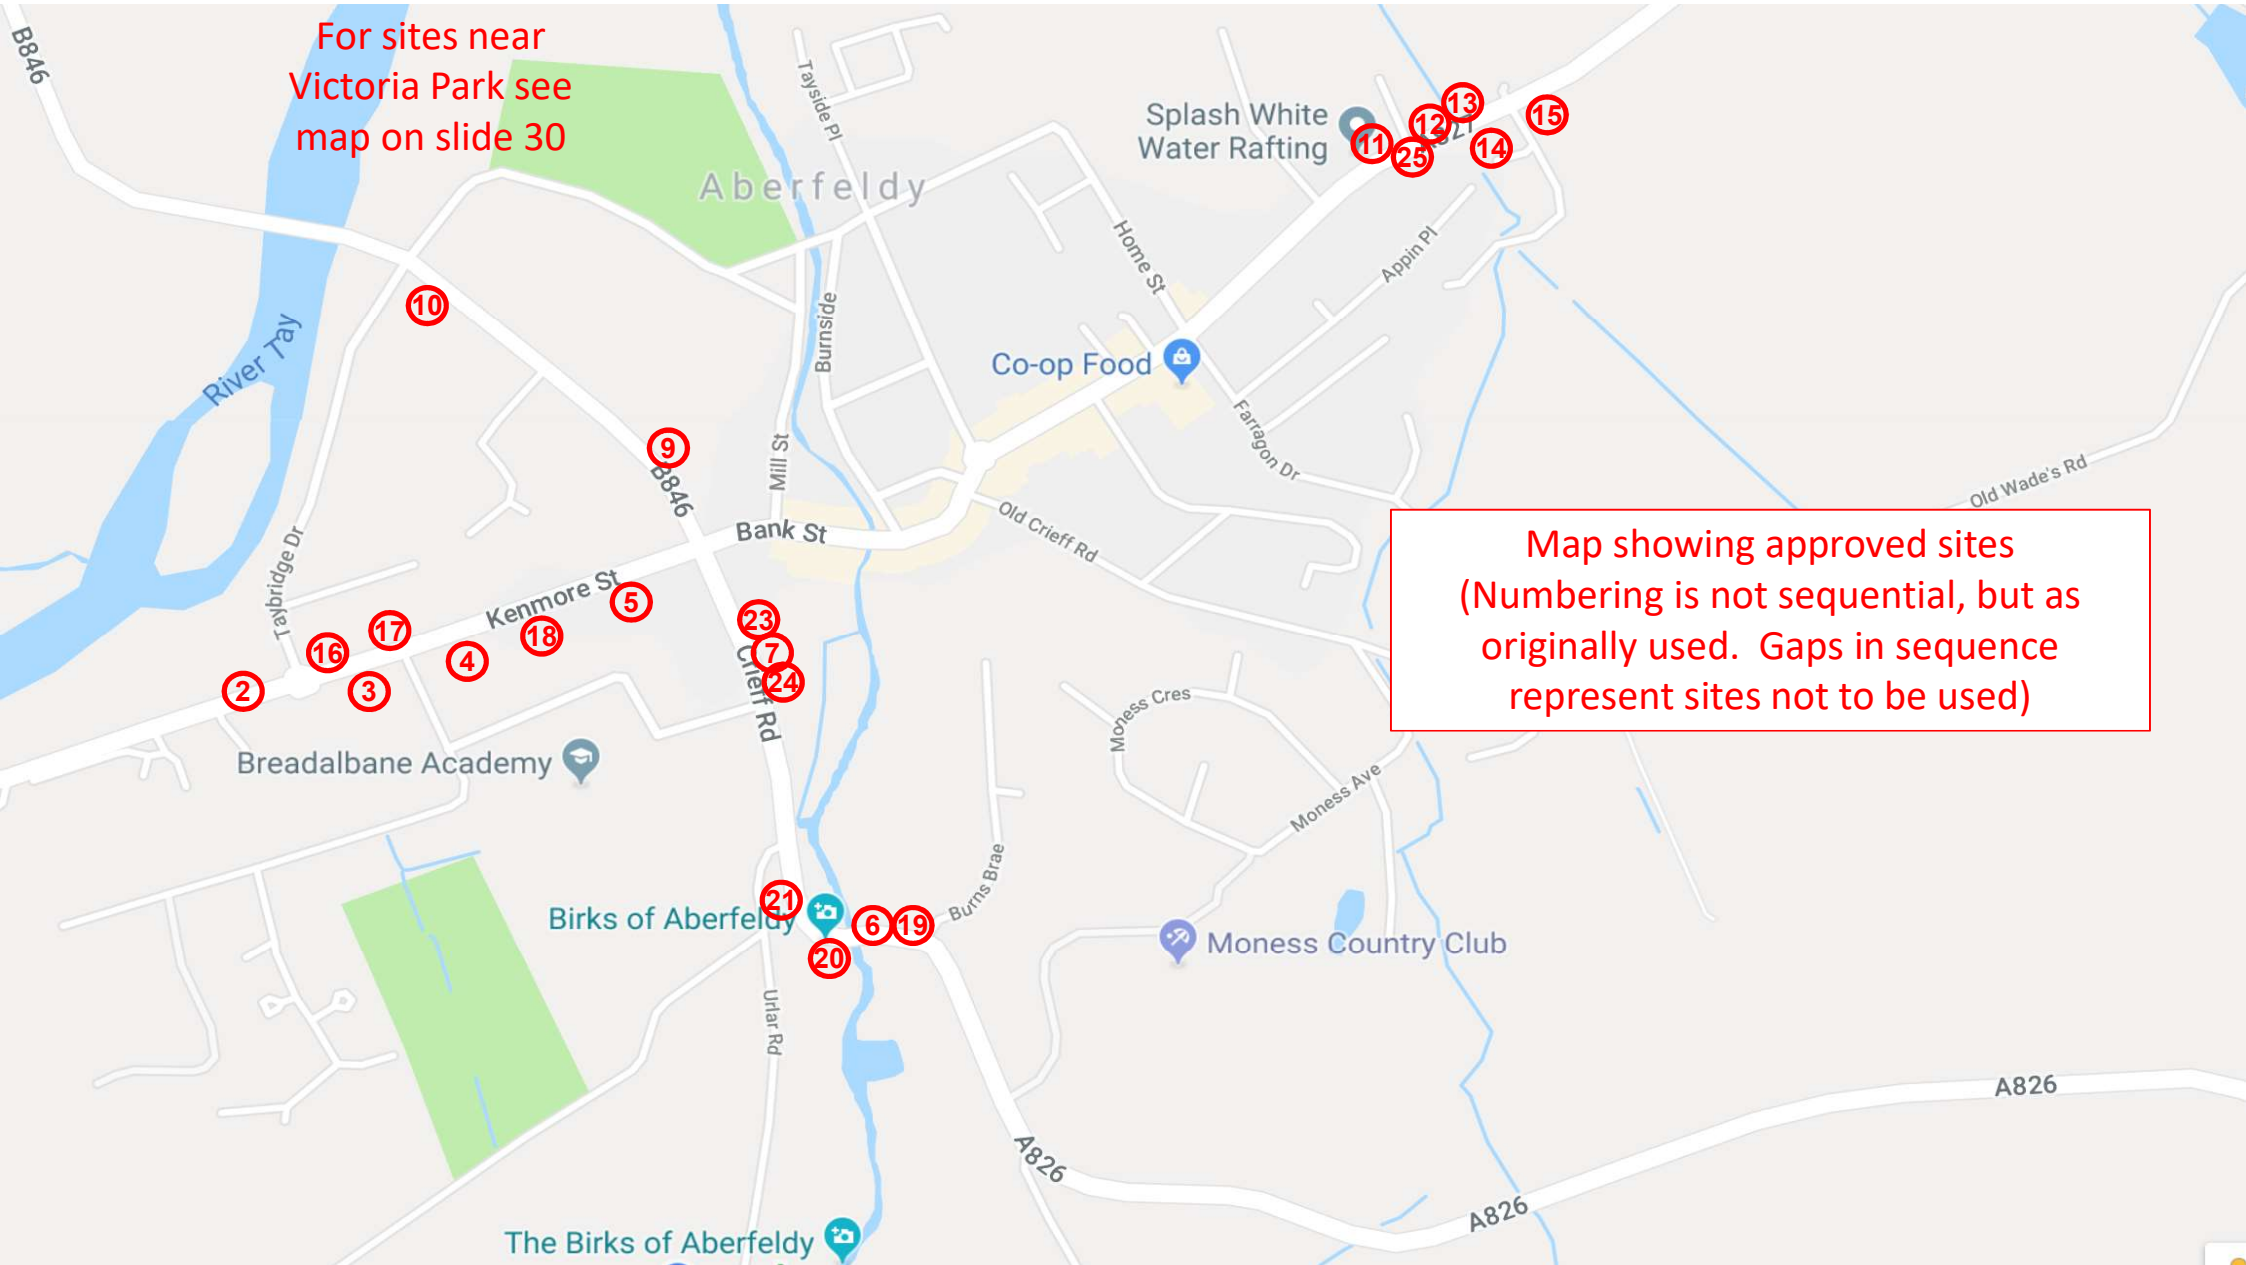 For sites near
Victoria Park see
map on slide 30
B846
Tayside Pl
Splash White
Water Rafting
13
12
15
11
25
14
A827
Aberfeldy
Home St
Appin Pl
10
Burnside
River Tay
Co-op Food
Farragon Dr
9
B846
Mill St
Old Wade's Rd
Bank St
Old Crieff Rd
Map showing approved sites
(Numbering is not sequential, but as
originally used. Gaps in sequence
represent sites not to be used)
Taybridge Dr
Kenmore St
5
23
17
18
16
4
7
24
2
3
Crieff Rd
Moness Cres
Breadalbane Academy
Moness Ave
Burns Brae
21
Birks of Aberfeldy
6
19
20
Moness Country Club
Urlar Rd
A826
A826
A826
The Birks of Aberfeldy